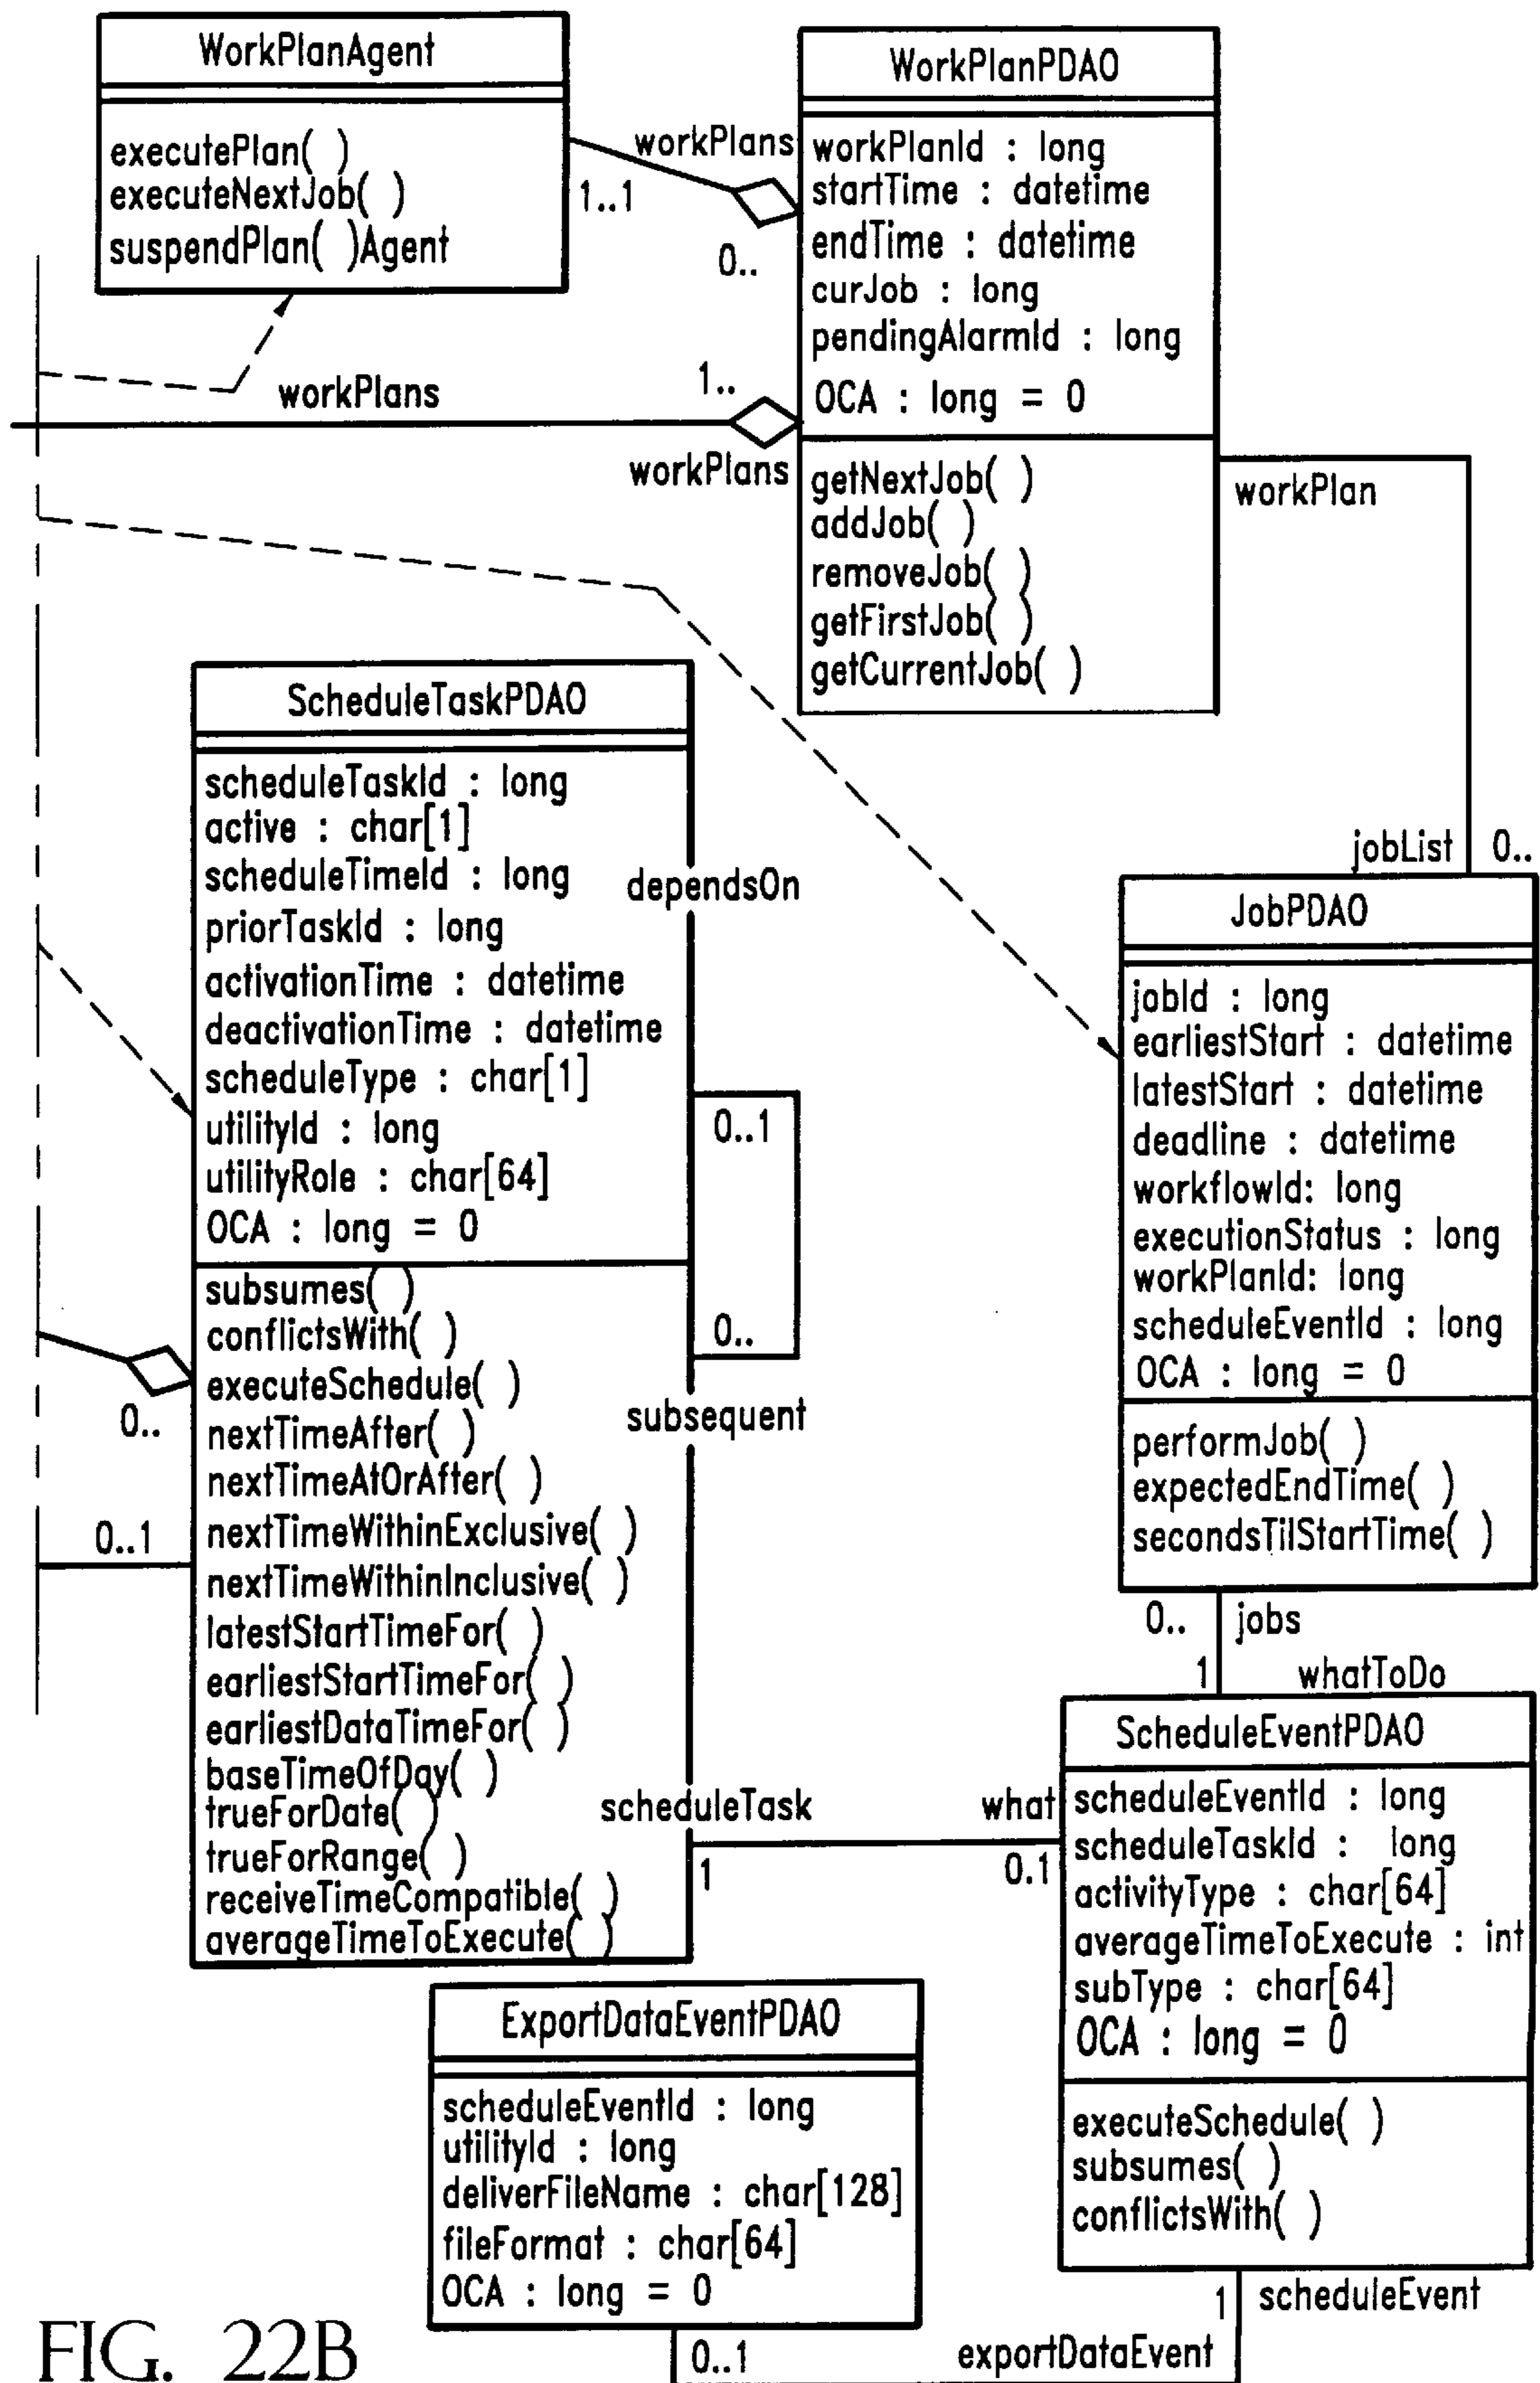 WorkPlanAgent
executePlan( )
executeNextJob( )
suspendPlan( )Agent
workPlans
1..1
0..
WorkPlanPDAO
workPlanId : long
startTime : datetime
endTime : datetime
curJob : long
pendingAlarmId : long
OCA : long = 0
getNextJob( )
addJob( )
removeJob( )
getFirstJob( )
getCurrentJob( )
workPlans
1..
workPlans
workPlan
jobList 0..
ScheduleTaskPDAO
scheduleTaskId : long
active : char[1]
scheduleTimeId : long
priorTaskId : long
activationTime : datetime
deactivationTime : datetime
scheduleType : char[1]
utilityId : long
utilityRole : char[64]
OCA : long = 0
subsumes( )
conflictsWith( )
executeSchedule( )
nextTimeAfter( )
nextTimeAtOrAfter( )
nextTimeWithinExclusive( )
nextTimeWithinInclusive( )
latestStartTimeFor( )
earliestStartTimeFor( )
earliestDataTimeFor( )
baseTimeOfDay( )
trueForDate( )
trueForRange( )
receiveTimeCompatible( )
averageTimeToExecute( )
dependsOn
0..1
0..
subsequent
0..
0..1
JobPDAO
jobId : long
earliestStart : datetime
latestStart : datetime
deadline : datetime
workflowId: long
executionStatus : long
workPlanId: long
scheduleEventId : long
OCA : long = 0
performJob( )
expectedEndTime( )
secondsTilStartTime( )
0.. jobs
1 whatToDo
ScheduleEventPDAO
scheduleEventId : long
scheduleTaskId : long
activityType : char[64]
averageTimeToExecute : int
subType : char[64]
OCA : long = 0
executeSchedule( )
subsumes( )
conflictsWith( )
scheduleTask what
1 0.1
ExportDataEventPDAO
scheduleEventId : long
utilityId : long
deliverFileName : char[128]
fileFormat : char[64]
OCA : long = 0
1 scheduleEvent
0..1 exportDataEvent
FIG. 22B